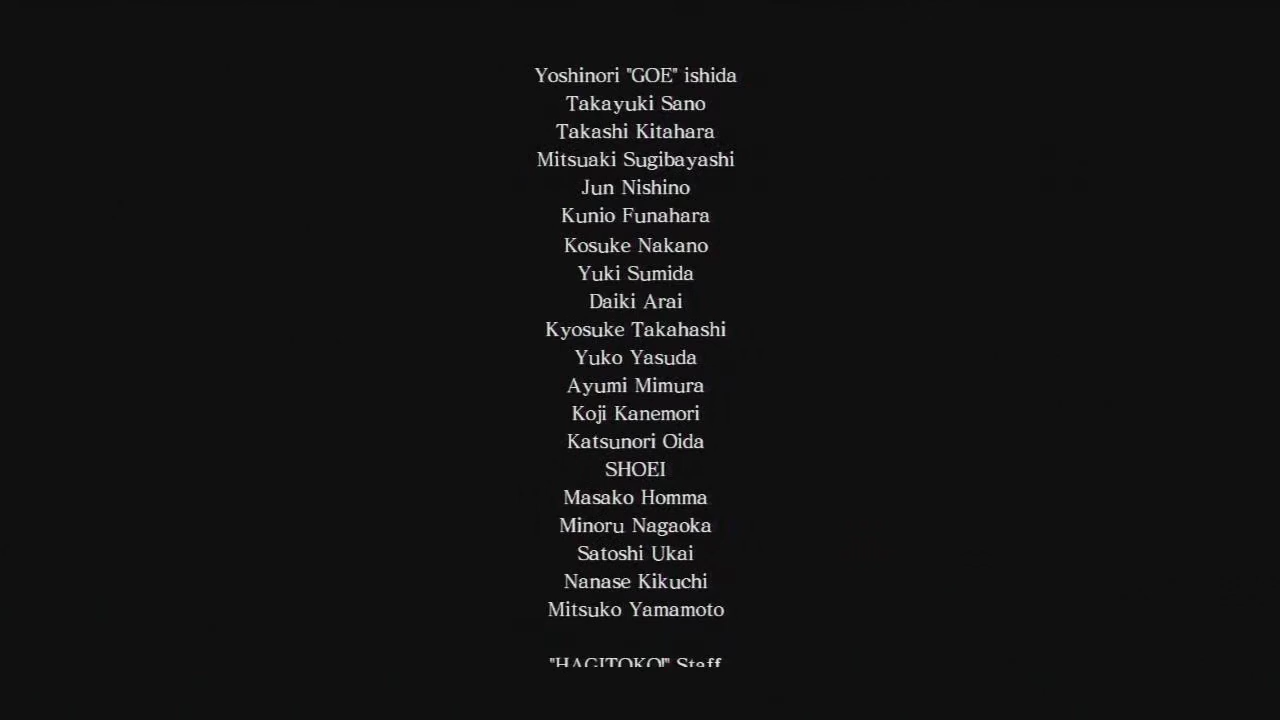 Yoshinori "GOE" ishida
Takayuki Sano
Takashi Kitahara
Mitsuaki Sugibayashi
Jun Nishino
Kunio Funahara
Kosuke Nakano
Yuki Sumida
Daiki Arai
Kyosuke Takahashi
Yuko Yasuda
Ayumi Mimura
Koji Kanemori
Katsunori Oida
SHOEI
Masako Homma
Minoru Nagaoka
Satoshi Ukai
Nanase Kikuchi
Mitsuko Yamamoto
"HAGITOKO!" Staff